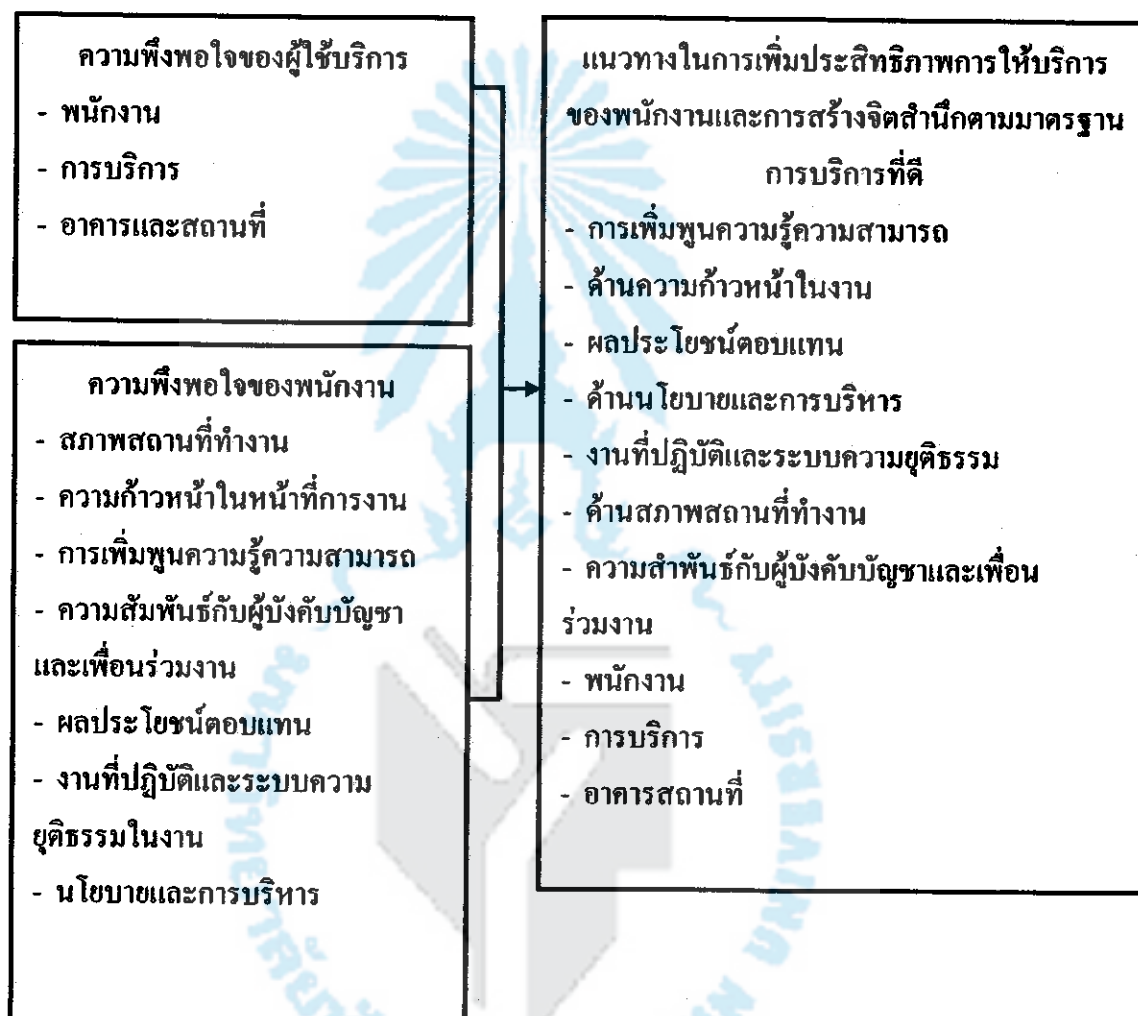 ความพึงพอใจของผู้ใช้บริการ
- พนักงาน
- การบริการ
- อาคารและสถานที่
ความพึงพอใจของพนักงาน
- สภาพสถานที่ทำงาน
- ความก้าวหน้าในหน้าที่การงาน
- การเพิ่มพูนความรู้ความสามารถ
- ความสัมพันธ์กับผู้บังคับบัญชา
และเพื่อนร่วมงาน
- ผลประโยชน์ตอบแทน
- งานที่ปฏิบัติและระบบความ
ยุติธรรมในงาน
- นโยบายและการบริหาร
แนวทางในการเพิ่มประสิทธิภาพการให้บริการ
ของพนักงานและการสร้างจิตสำนึกตามมาตรฐาน
การบริการที่ดี
- การเพิ่มพูนความรู้ความสามารถ
- ด้านความก้าวหน้าในงาน
- ผลประโยชน์ตอบแทน
- ด้านนโยบายและการบริหาร
- งานที่ปฏิบัติและระบบความยุติธรรม
- ด้านสภาพสถานที่ทำงาน
- ความสำพันธ์กับผู้บังคับบัญชาและเพื่อน
ร่วมงาน
- พนักงาน
- การบริการ
- อาคารสถานที่